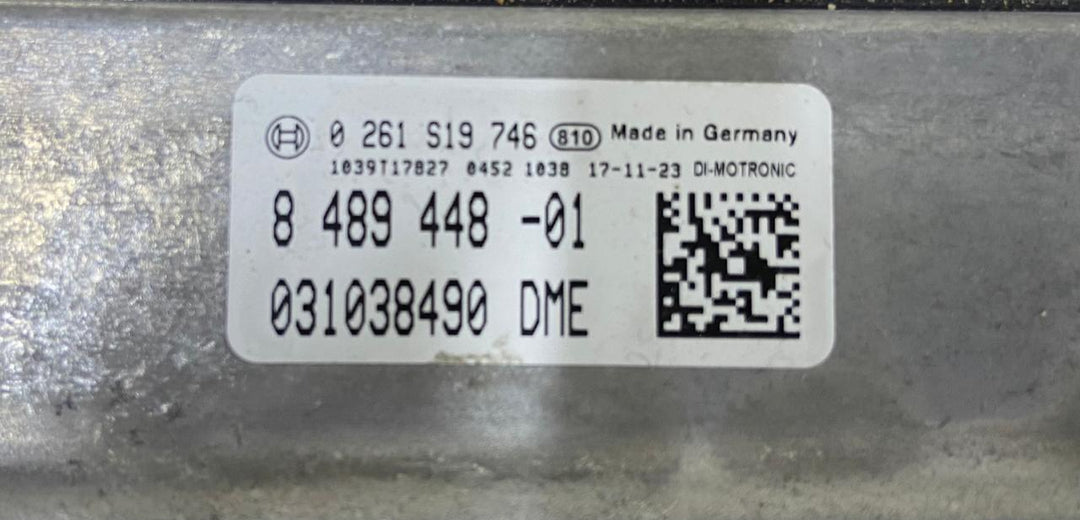 0 261 S19 746 810 Made in Germany
1039T17827 0452 1038 17-11-23 DI-MOTRONIC
8 489 448 -01
031038490 DME